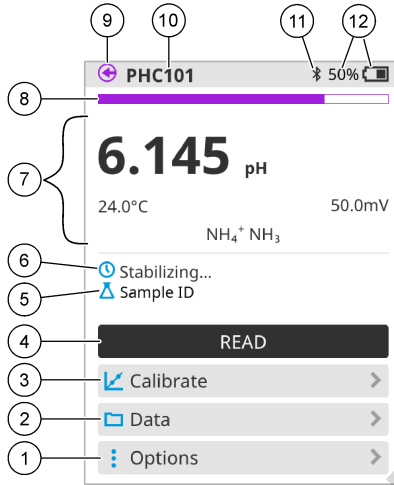 9 10 11 12
PHC101 50%
8
7
6.145 pH
24.0°C 50.0mV
NH₄⁺ NH₃
6 Stabilizing...
5 Sample ID
4 READ
3 Calibrate
2 Data
1 Options